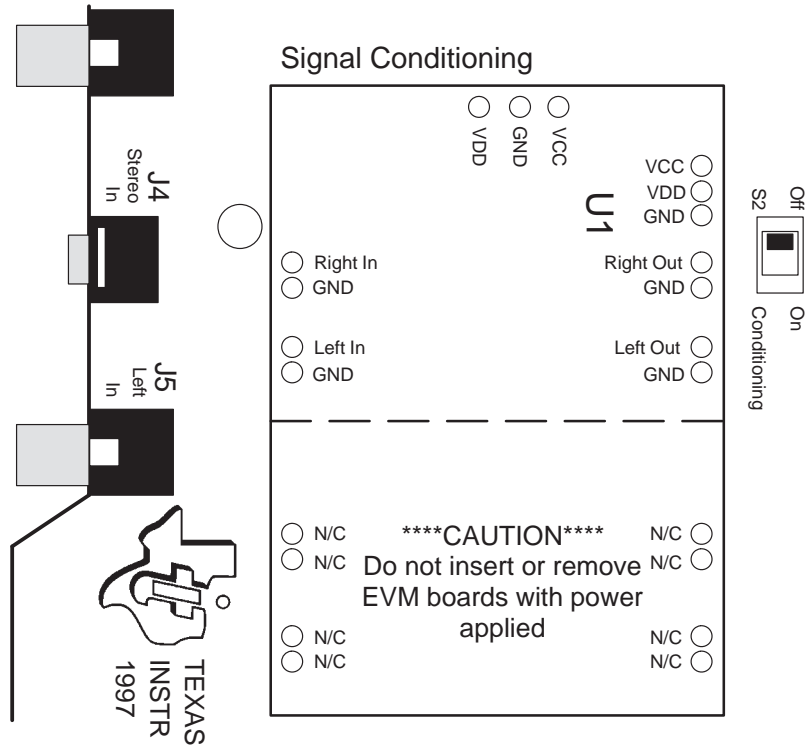 Signal Conditioning
VDD
GND
VCC
U1
VCC
VDD
GND
Right In
GND
Left In
GND
Right Out
GND
Left Out
GND
J4
Stereo
In
J5
Left
In
Off
S2
On
Conditioning
N/C
N/C
N/C
N/C
****CAUTION****
Do not insert or remove
EVM boards with power
applied
N/C
N/C
N/C
N/C
TEXAS
INSTR
1997